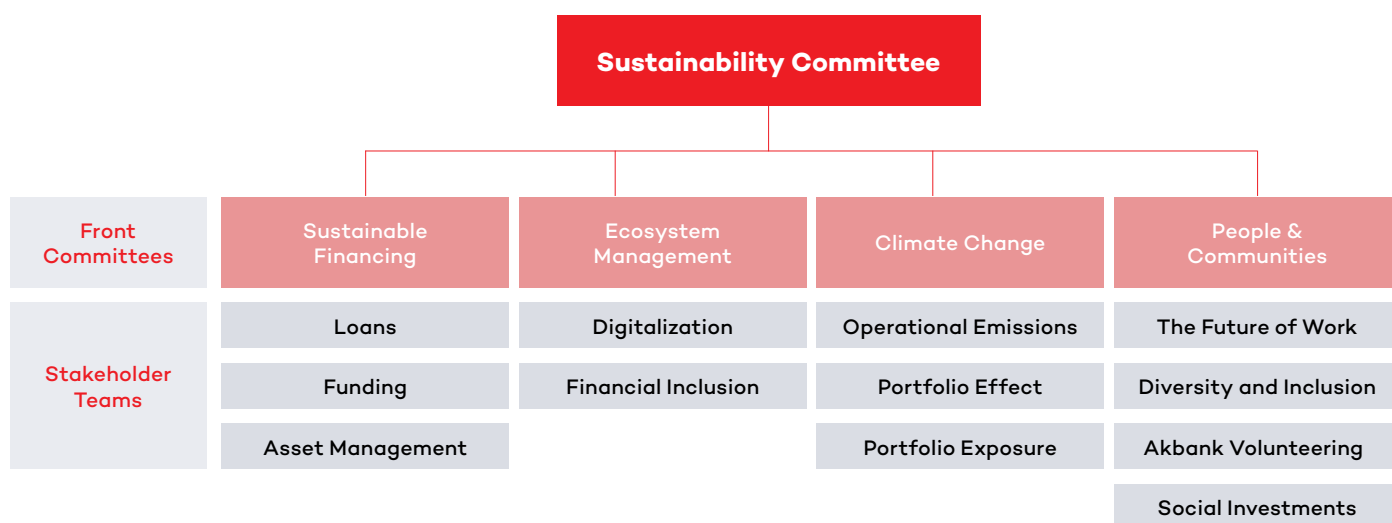 Sustainability Committee
Front
Committees
Sustainable
Financing
Ecosystem
Management
Climate Change
People &
Communities
Stakeholder
Teams
Loans
Digitalization
Operational Emissions
The Future of Work
Funding
Financial Inclusion
Portfolio Effect
Diversity and Inclusion
Asset Management
Portfolio Exposure
Akbank Volunteering
Social Investments